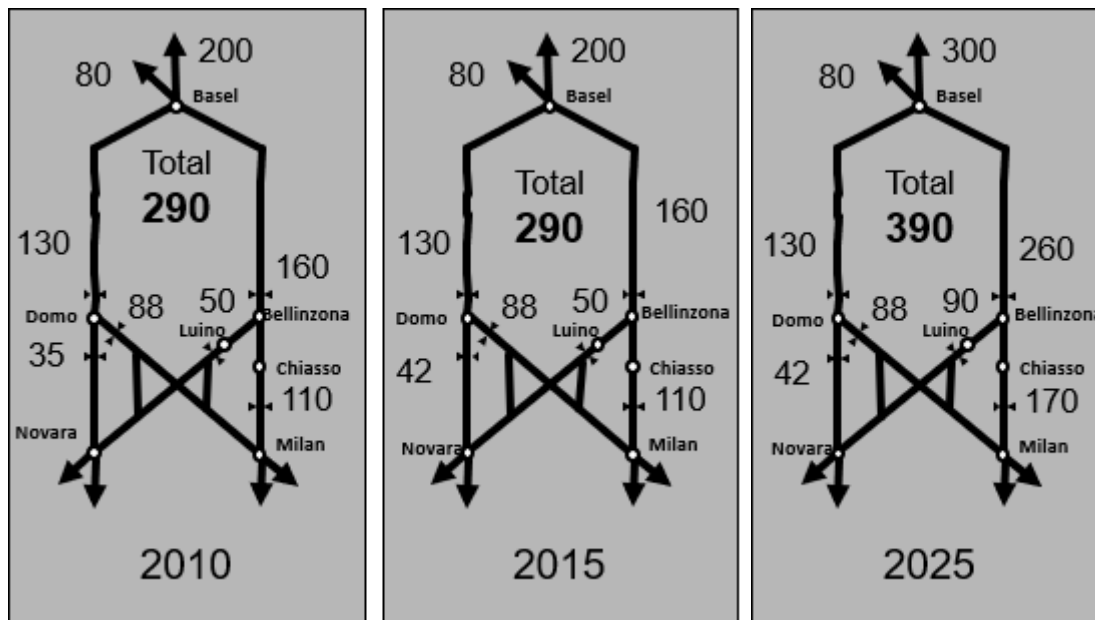 200
80
Basel
Total
290
130
160
88
50
Domo
Luino
Bellinzona
35
Chiasso
110
Novara
Milan
2010
200
80
Basel
Total
290
160
130
88
50
Domo
Luino
Bellinzona
42
Chiasso
110
Novara
Milan
2015
300
80
Basel
Total
390
130
260
88
90
Domo
Luino
Bellinzona
42
Chiasso
170
Novara
Milan
2025